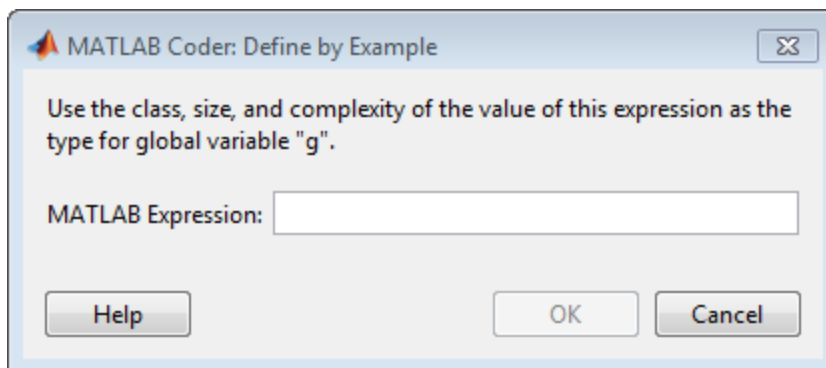 MATLAB Coder: Define by Example
Use the class, size, and complexity of the value of this expression as the
type for global variable "g".
MATLAB Expression:
Help
OK
Cancel